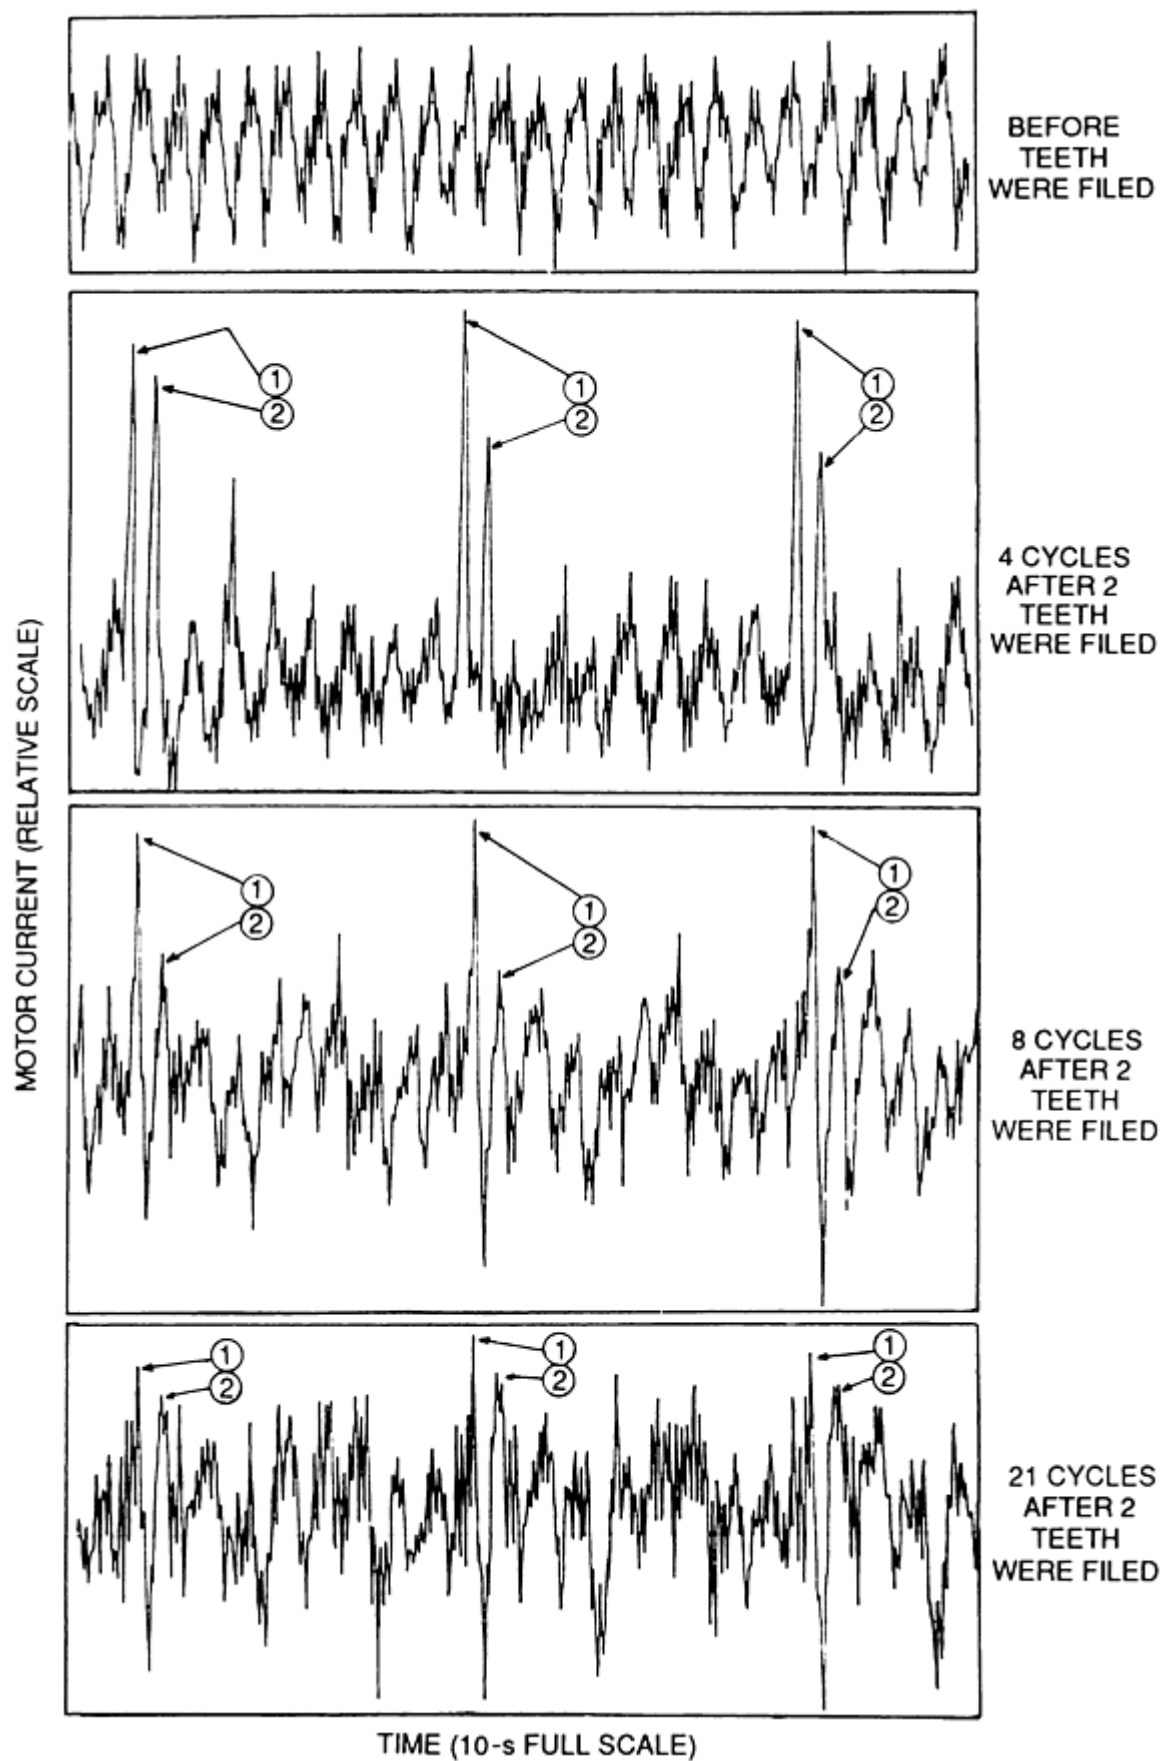 BEFORE
TEETH
WERE FILED
1
2
1
2
1
2
4 CYCLES
AFTER 2
TEETH
WERE FILED
MOTOR CURRENT (RELATIVE SCALE)
1
2
1
2
1
2
8 CYCLES
AFTER 2
TEETH
WERE FILED
1
2
1
2
1
2
21 CYCLES
AFTER 2
TEETH
WERE FILED
TIME (10-s FULL SCALE)